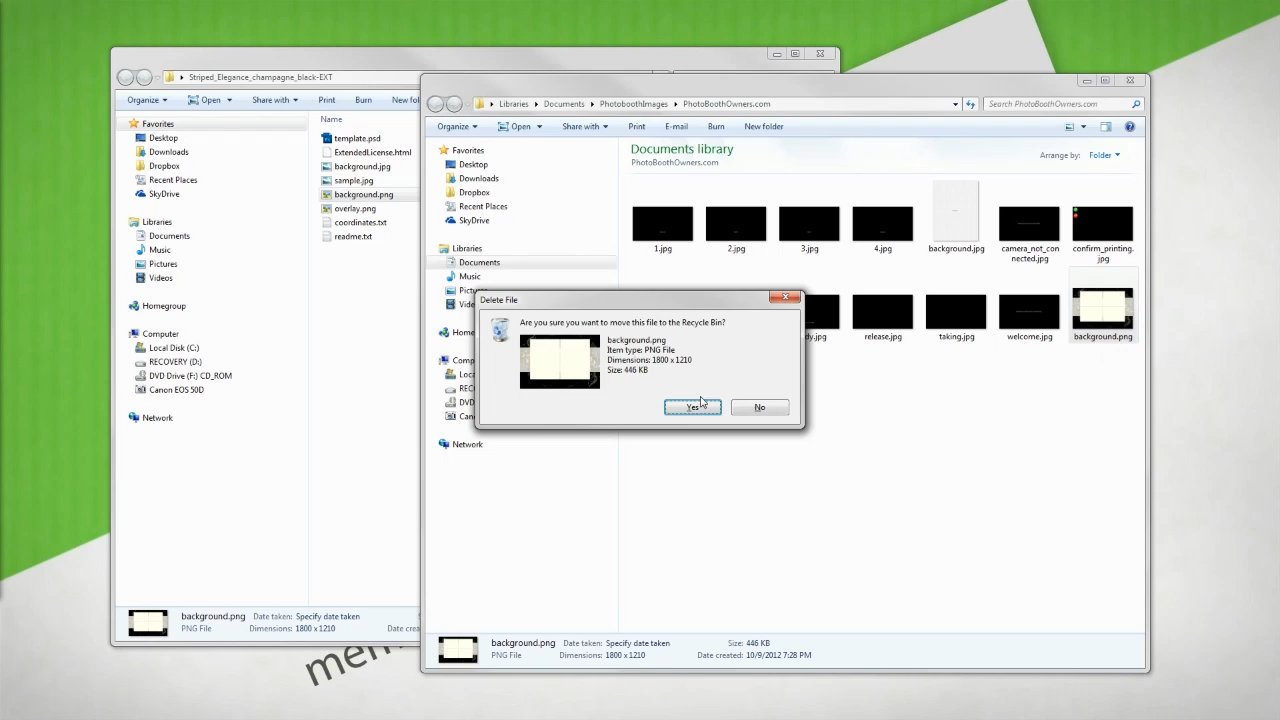 Striped_Elegance_champagne_black-EXT
Organize Open Share with Print Burn
Name
Favorites
Desktop
Downloads
Dropbox
Recent Places
SkyDrive
Libraries
Documents
Music
Pictures
Videos
Homegroup
Computer
Local Disk (C:)
RECOVERY (D:)
DVD Drive (F:) CD_ROM
Canon EOS 50D
Network
template.psd
ExtendedLicense.html
background.jpg
sample.jpg
background.png
overlay.png
coordinates.txt
readme.txt
background.png Date taken: Specify date taken
PNG File Dimensions: 1800 x 1210
Libraries Documents PhotoboothImages PhotoBoothOwners.com Search PhotoBoothOwners.com
Organize Open Share with Print E-mail Burn New folder
Favorites
Desktop
Downloads
Dropbox
Recent Places
SkyDrive
Libraries
Documents
Music
Network
Documents library
PhotoBoothOwners.com
Arrange by: Folder
1.jpg 2.jpg 3.jpg 4.jpg background.jpg camera_not_con confirm_printing.
nected.jpg jpg
release.jpg taking.jpg welcome.jpg background.png
Delete File
Are you sure you want to move this file to the Recycle Bin?
background.png
Item type: PNG File
Dimensions: 1800 x 1210
Size: 446 KB
Yes No
background.png Date taken: Specify date taken Size: 446 KB
PNG File Dimensions: 1800 x 1210 Date created: 10/9/2012 7:28 PM